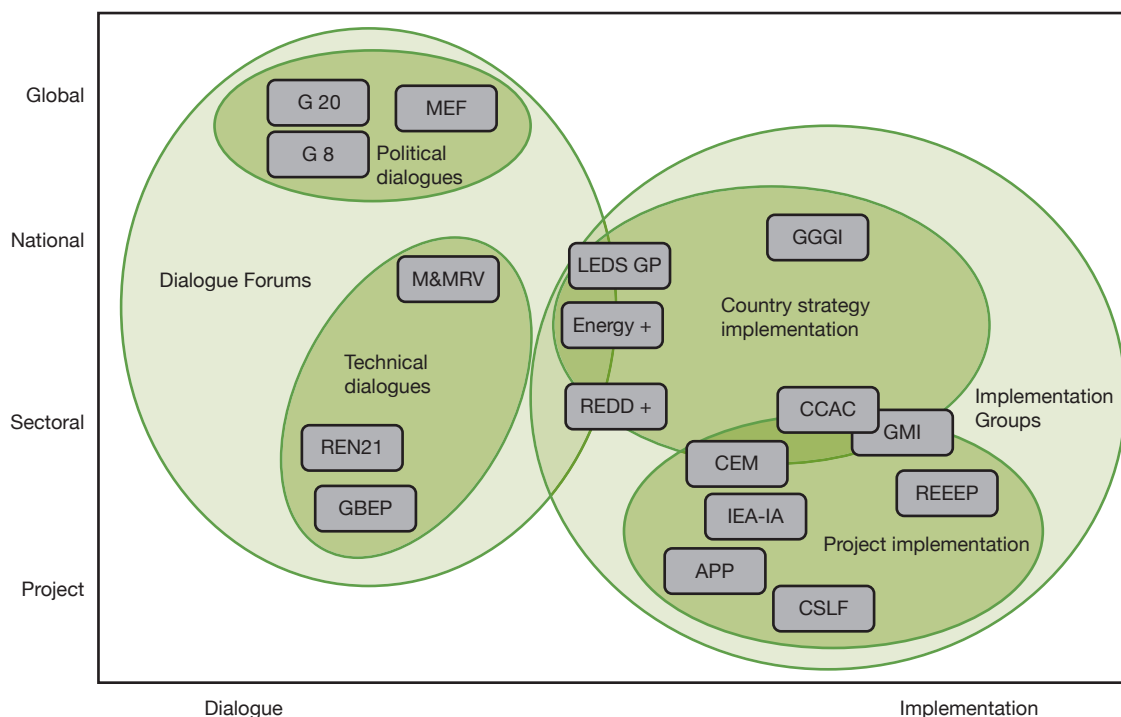 Global
G 20
MEF
G 8
Political
dialogues
National
LEDS GP
GGGI
M&MRV
Dialogue Forums
Energy +
Country strategy
implementation
Technical
dialogues
Sectoral
REDD +
CCAC
Implementation
Groups
GMI
REN21
CEM
REEEP
GBEP
IEA-IA
Project implementation
Project
APP
CSLF
Dialogue
Implementation